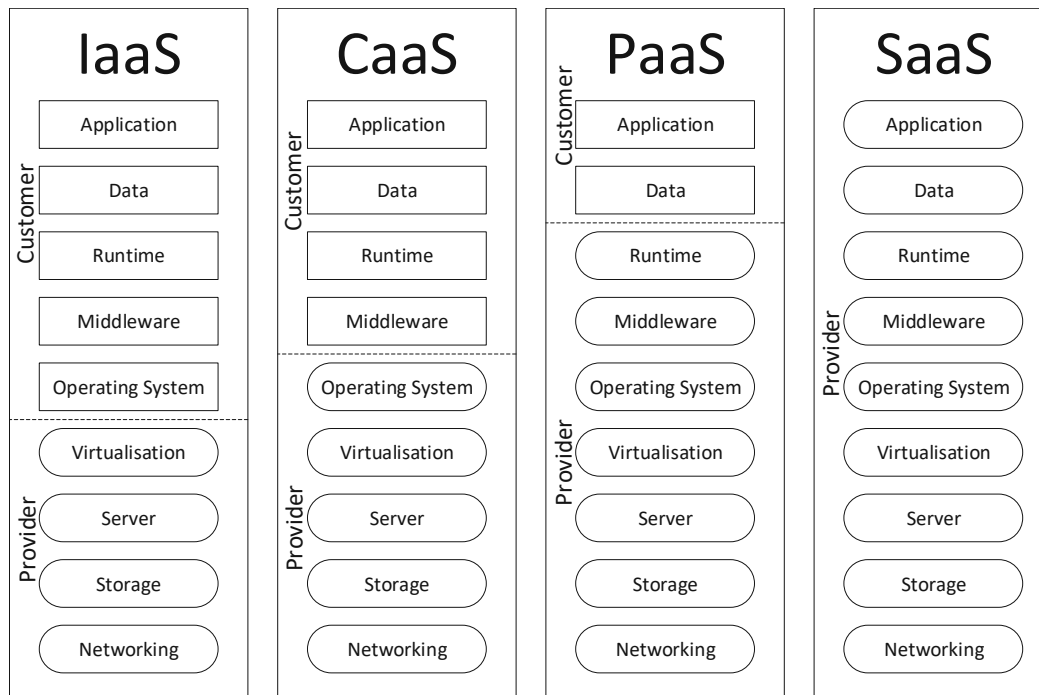 IaaS
Customer
Application
Data
Runtime
Middleware
Operating System
Provider
Virtualisation
Server
Storage
Networking
CaaS
Customer
Application
Data
Runtime
Middleware
Provider
Operating System
Virtualisation
Server
Storage
Networking
PaaS
Customer
Application
Data
Provider
Runtime
Middleware
Operating System
Virtualisation
Server
Storage
Networking
SaaS
Provider
Application
Data
Runtime
Middleware
Operating System
Virtualisation
Server
Storage
Networking